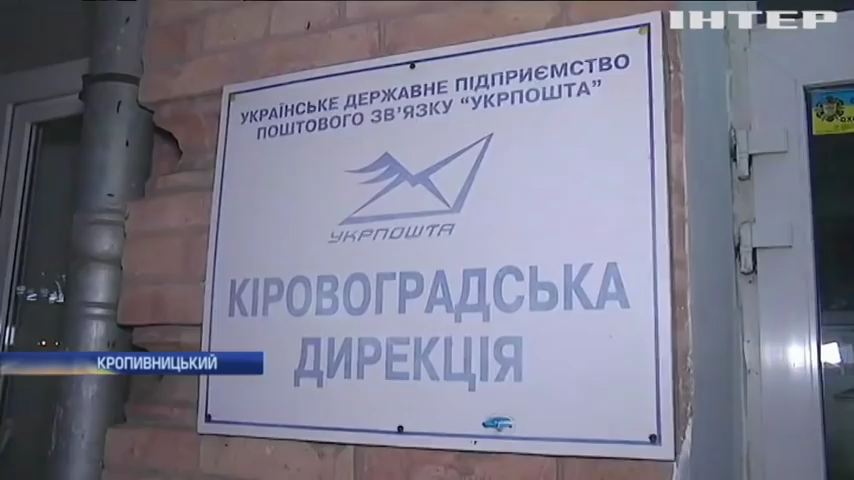 ІНТЕР
УКРАЇНСЬКЕ ДЕРЖАВНЕ ПІДПРИЄМСТВО
ПОШТОВОГО ЗВ'ЯЗКУ "УКРПОШТА"
УКРПОШТА
КІРОВОГРАДСЬКА
ДИРЕКЦІЯ
КРОПИВНИЦЬКИЙ